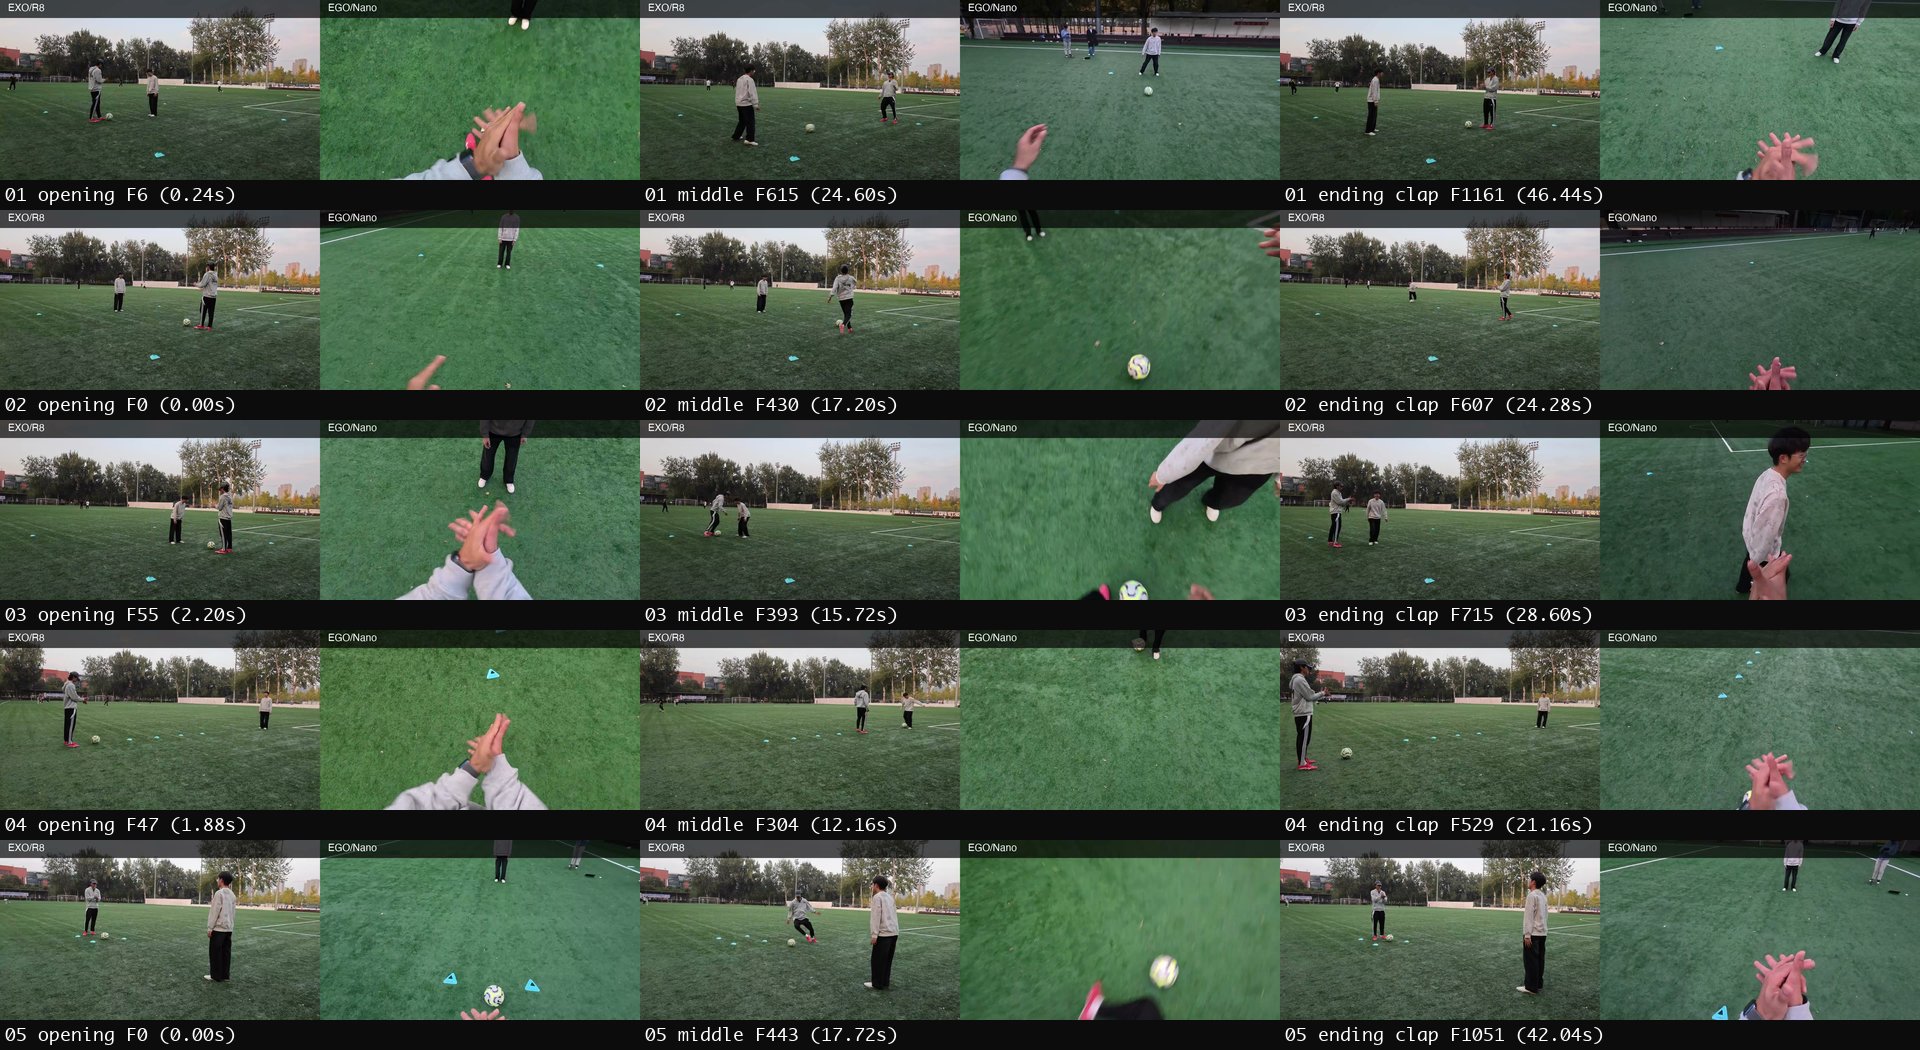 EXO/R8 EGO/Nano EXO/R8 EGO/Nano EXO/R8 EGO/Nano
01 opening F6 (0.24s) 01 middle F615 (24.60s) 01 ending clap F1161 (46.44s)
EXO/R8 EGO/Nano EXO/R8 EGO/Nano EXO/R8 EGO/Nano
02 opening F0 (0.00s) 02 middle F430 (17.20s) 02 ending clap F607 (24.28s)
EXO/R8 EGO/Nano EXO/R8 EGO/Nano EXO/R8 EGO/Nano
03 opening F55 (2.20s) 03 middle F393 (15.72s) 03 ending clap F715 (28.60s)
EXO/R8 EGO/Nano EXO/R8 EGO/Nano EXO/R8 EGO/Nano
04 opening F47 (1.88s) 04 middle F304 (12.16s) 04 ending clap F529 (21.16s)
EXO/R8 EGO/Nano EXO/R8 EGO/Nano EXO/R8 EGO/Nano
05 opening F0 (0.00s) 05 middle F443 (17.72s) 05 ending clap F1051 (42.04s)